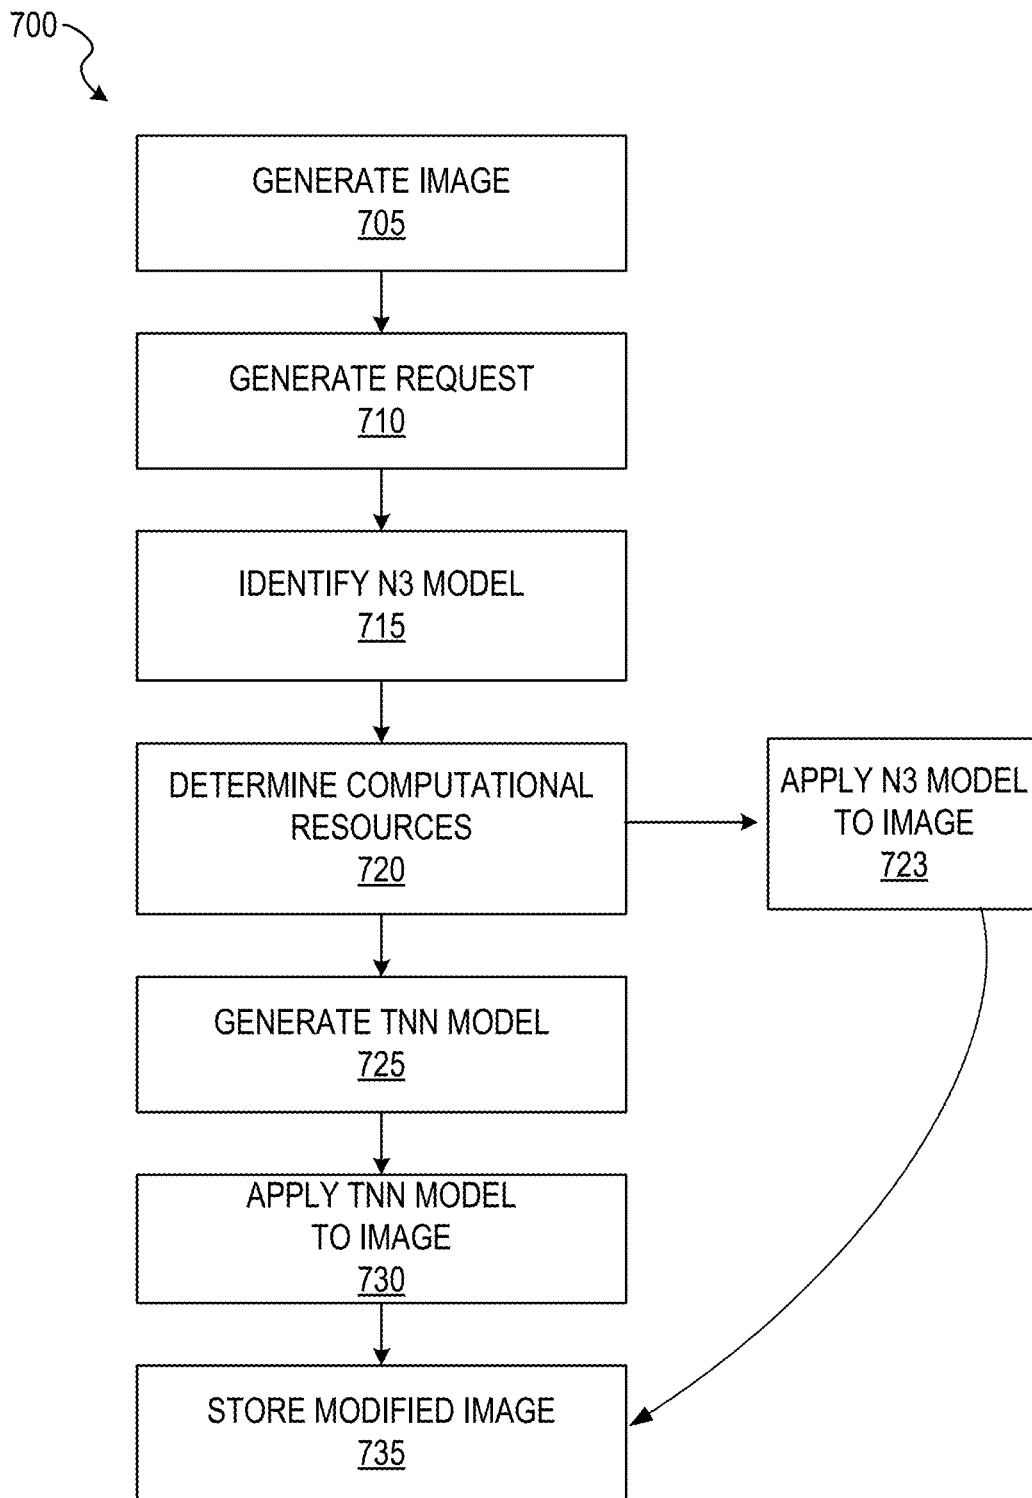 700
GENERATE IMAGE
705
GENERATE REQUEST
710
IDENTIFY N3 MODEL
715
DETERMINE COMPUTATIONAL
RESOURCES
720
APPLY N3 MODEL
TO IMAGE
723
GENERATE TNN MODEL
725
APPLY TNN MODEL
TO IMAGE
730
STORE MODIFIED IMAGE
735